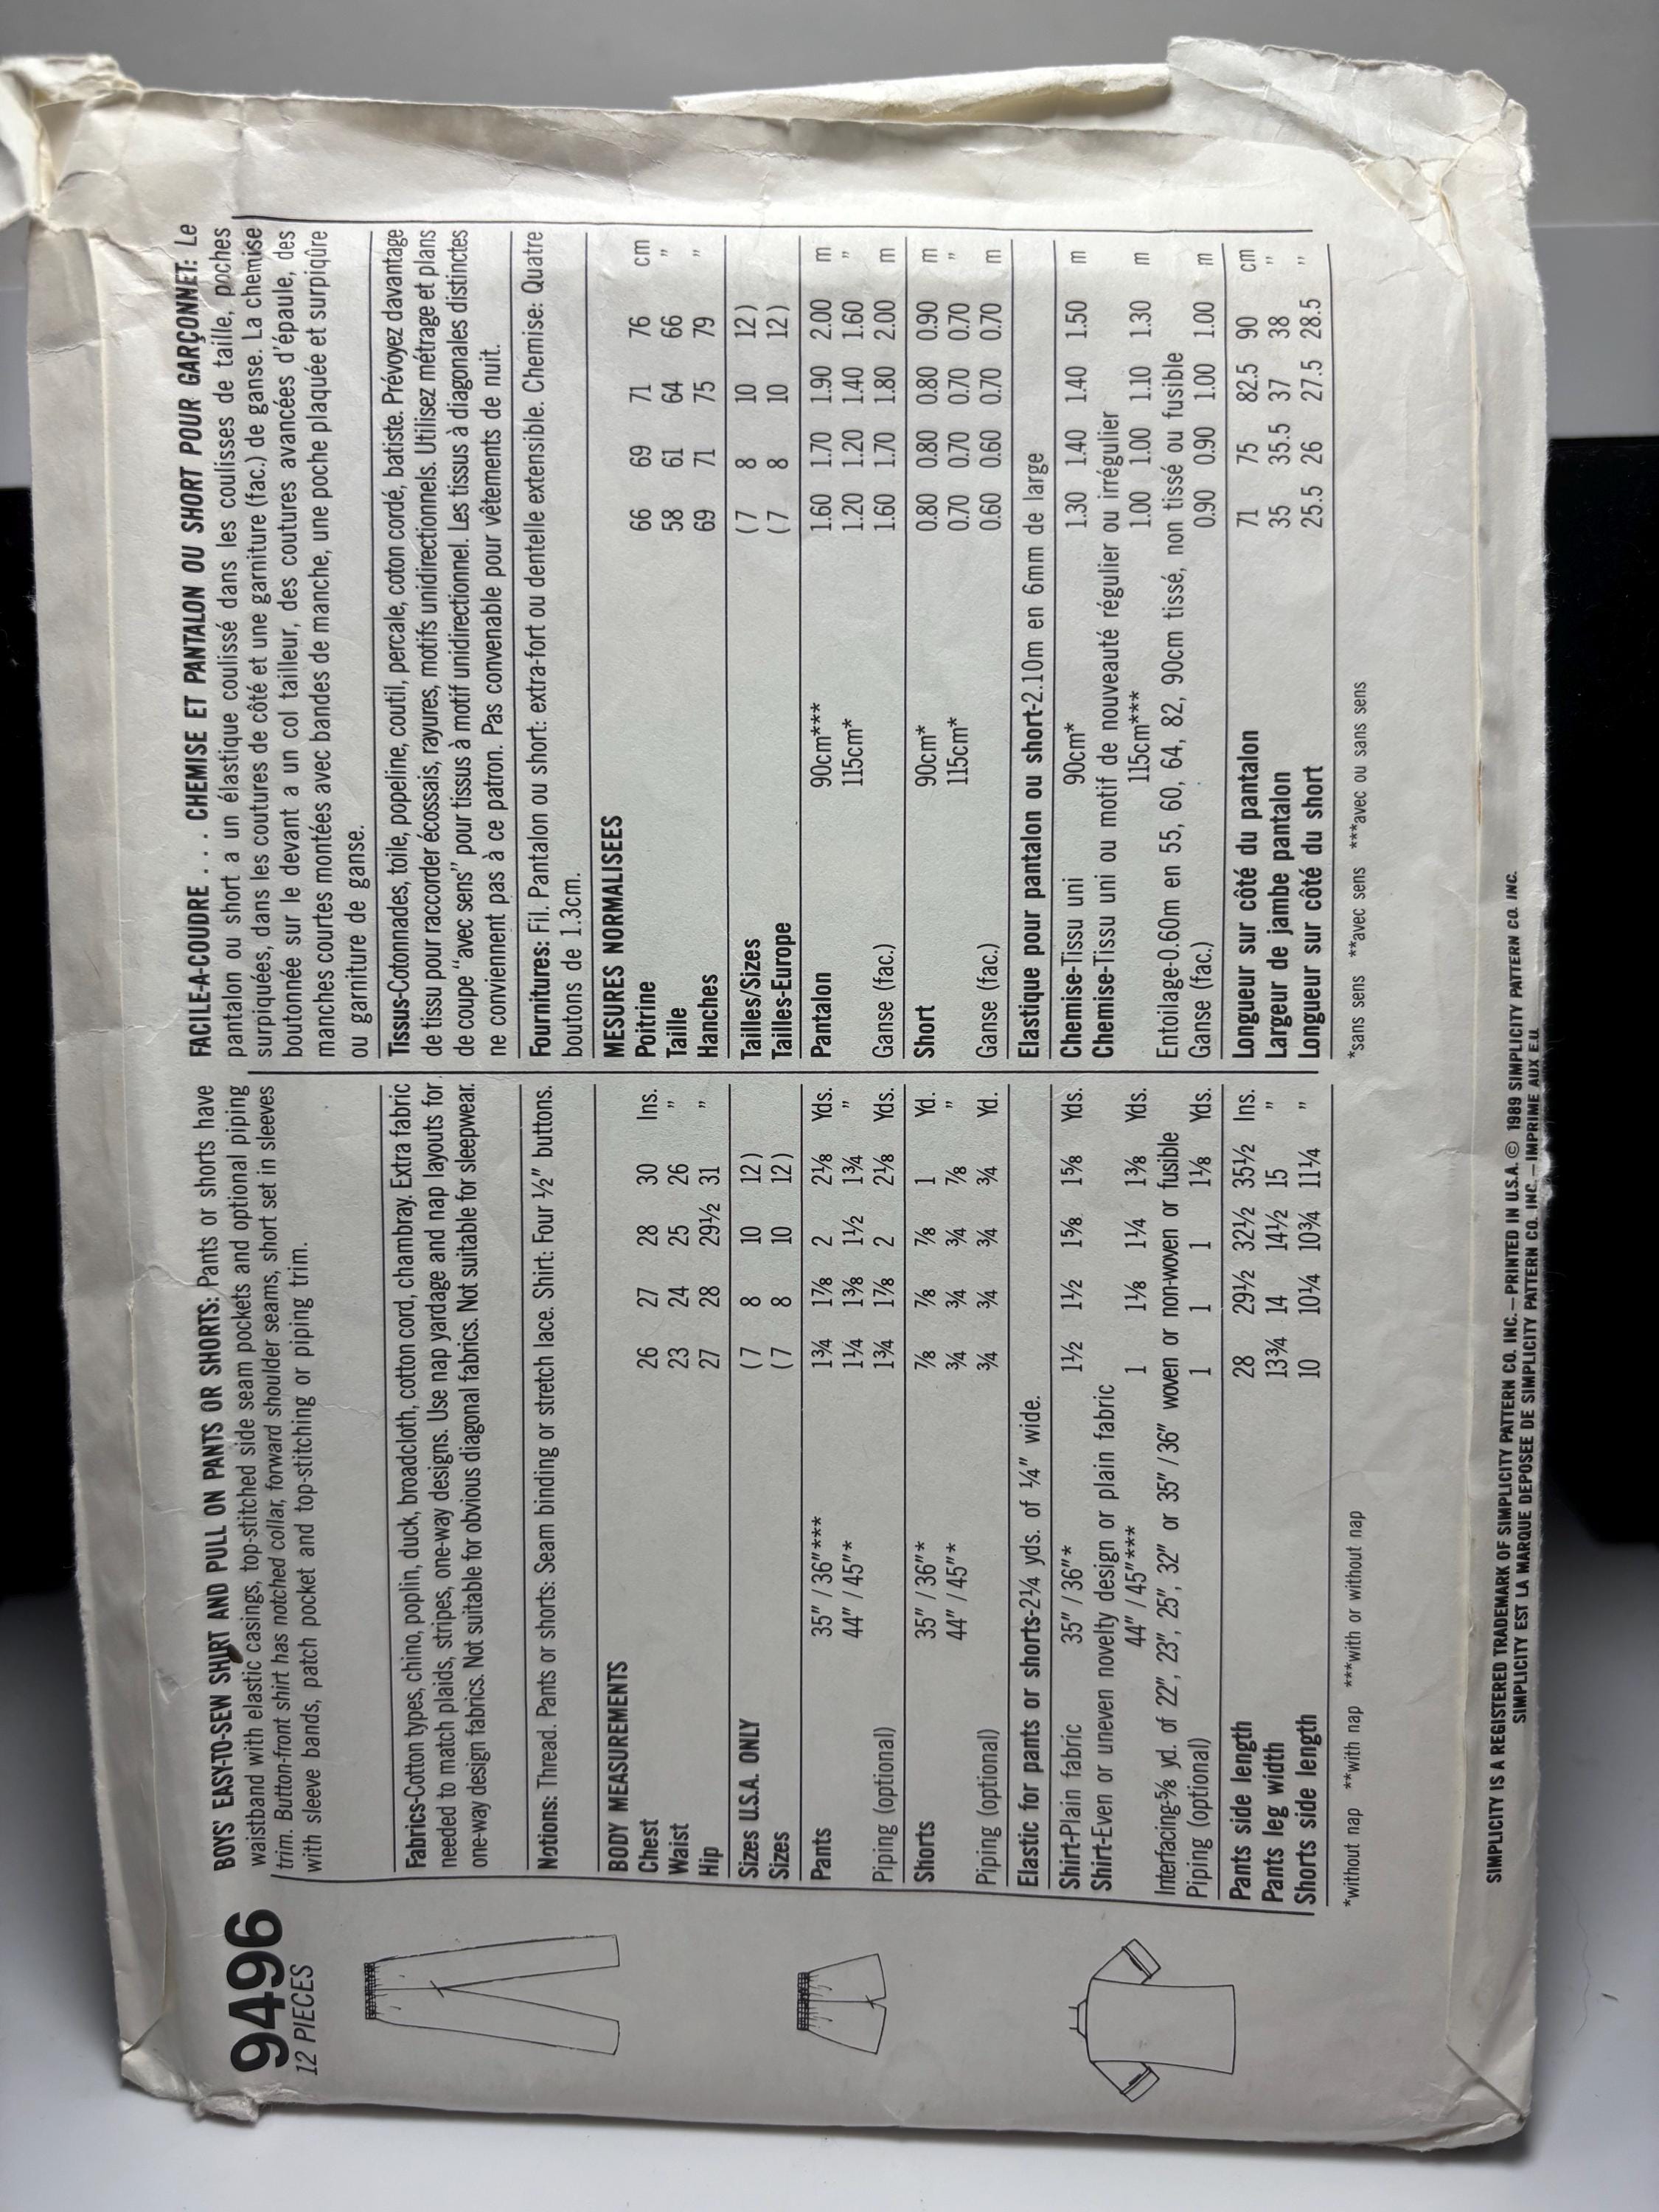 9496
12 PIECES
BOYS' EASY-TO-SEW SHIRT AND PULL ON PANTS OR SHORTS: Pants or shorts have
waistband with elastic casings, top-stitched side seam pockets and optional piping
trim. Button-front shirt has notched collar, forward shoulder seams, short set in sleeves
with sleeve bands, patch pocket and top-stitching or piping trim.
Fabrics-Cotton types, chino, poplin, duck, broadcloth, cotton cord, chambray. Extra fabric
needed to match plaids, stripes, one-way designs. Use nap yardage and nap layouts for
one-way design fabrics. Not suitable for obvious diagonal fabrics. Not suitable for sleepwear.
Notions: Thread. Pants or shorts: Seam binding or stretch lace. Shirt: Four ½" buttons.
BODY MEASUREMENTS
Chest 26 27 28 30 Ins.
Waist 23 24 25 26 "
Hip 27 28 29½ 31 "
Sizes U.S.A. ONLY (7 8 10 12)
Sizes (7 8 10 12)
Pants 35" / 36"*** 1¾ 1⅞ 2 2⅛ Yds.
44" / 45"* 1¼ 1⅜ 1½ 1¾ "
Piping (optional) 1¾ 1⅞ 2 2⅛ Yds.
Shorts 35" / 36"* ⅞ ⅞ ⅞ 1 Yd.
44" / 45"* ¾ ¾ ¾ ⅞ "
Piping (optional) ¾ ¾ ¾ ¾ Yd.
Elastic for pants or shorts-2¼ yds. of ¼" wide.
Shirt-Plain fabric 35" / 36"* 1½ 1½ 1⅝ 1⅝ Yds.
Shirt-Even or uneven novelty design or plain fabric
44" / 45"*** 1 1⅛ 1¼ 1⅜ Yds.
Interfacing-⅝ yd. of 22", 23", 25", 32" or 35" / 36" woven or non-woven or fusible
Piping (optional) 1 1 1 1⅛ Yds.
Pants side length 28 29½ 32½ 35½ Ins.
Pants leg width 13¾ 14 14½ 15 "
Shorts side length 10 10¼ 10¾ 11¼ "
*without nap **with nap ***with or without nap
FACILE-A-COUDRE . . . CHEMISE ET PANTALON OU SHORT POUR GARÇONNET: Le
pantalon ou short a un élastique coulissé dans les coulisses de taille, poches
surpiquées, dans les coutures de côté et une garniture (fac.) de ganse. La chemise
boutonnée sur le devant a un col tailleur, des coutures avancées d'épaule, des
manches courtes montées avec bandes de manche, une poche plaquée et surpiqûre
ou garniture de ganse.
Tissus-Cotonnades, toile, popeline, coutil, percale, coton cordé, batiste. Prévoyez davantage
de tissu pour raccorder écossais, rayures, motifs unidirectionnels. Utilisez métrage et plans
de coupe "avec sens" pour tissus à motif unidirectionnel. Les tissus à diagonales distinctes
ne conviennent pas à ce patron. Pas convenable pour vêtements de nuit.
Fournitures: Fil. Pantalon ou short: extra-fort ou dentelle extensible. Chemise: Quatre
boutons de 1.3cm.
MESURES NORMALISEES
Poitrine 66 69 71 76 cm
Taille 58 61 64 66 "
Hanches 69 71 75 79 "
Tailles/Sizes (7 8 10 12)
Tailles-Europe (7 8 10 12)
Pantalon 90cm*** 1.60 1.70 1.90 2.00 m
115cm* 1.20 1.20 1.40 1.60 "
Ganse (fac.) 1.60 1.70 1.80 2.00 m
Short 90cm* 0.80 0.80 0.80 0.90 m
115cm* 0.70 0.70 0.70 0.70 "
Ganse (fac.) 0.60 0.60 0.70 0.70 m
Elastique pour pantalon ou short-2.10m en 6mm de large
Chemise-Tissu uni 90cm* 1.30 1.40 1.40 1.50 m
Chemise-Tissu uni ou motif de nouveauté régulier ou irrégulier
115cm*** 1.00 1.00 1.10 1.30 m
Entoilage-0.60m en 55, 60, 64, 82, 90cm tissé, non tissé ou fusible
Ganse (fac.) 0.90 0.90 1.00 1.00 m
Longueur sur côté du pantalon 71 75 82.5 90 cm
Largeur de jambe pantalon 35 35.5 37 38 "
Longueur sur côté du short 25.5 26 27.5 28.5 "
*sans sens **avec sens ***avec ou sans sens
SIMPLICITY IS A REGISTERED TRADEMARK OF SIMPLICITY PATTERN CO. INC.—PRINTED IN U.S.A. © 1989 SIMPLICITY PATTERN CO. INC.
SIMPLICITY EST LA MARQUE DEPOSEE DE SIMPLICITY PATTERN CO. INC.—IMPRIME AUX E.U.